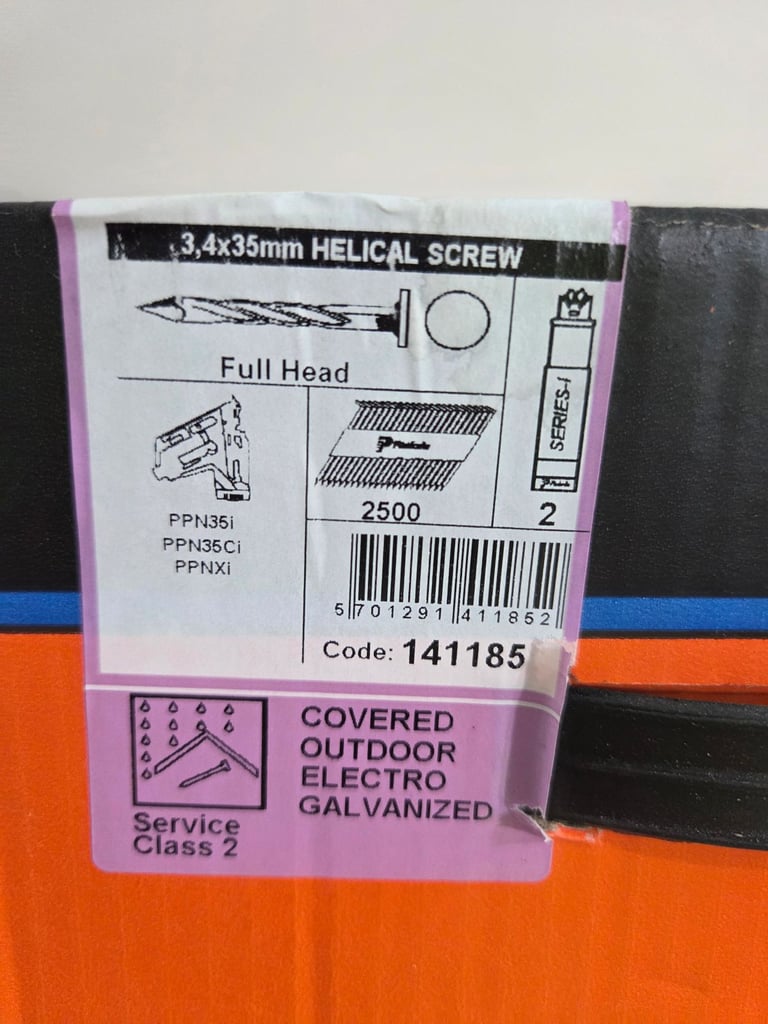 3,4x35mm HELICAL SCREW
Full Head
SERIES-i
Paslode
PPN35i
PPN35Ci
PPNXi
2500
2
5 701291 411852
Code: 141185
COVERED
OUTDOOR
ELECTRO
GALVANIZED
Service
Class 2